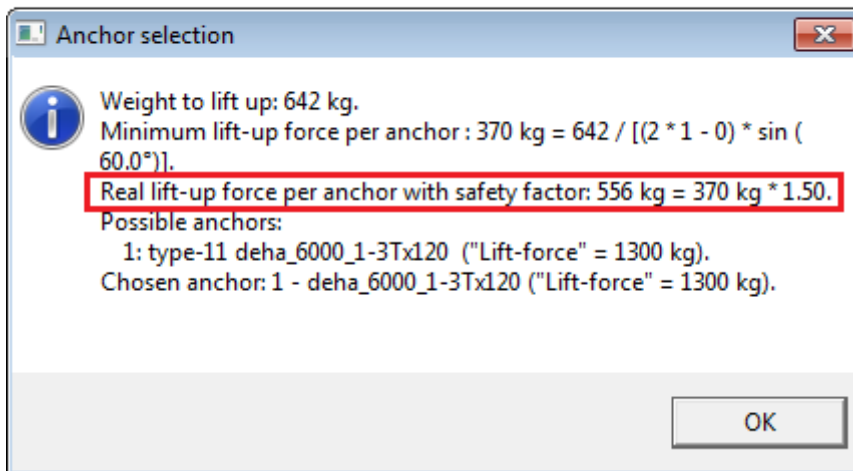 Anchor selection
Weight to lift up: 642 kg.
Minimum lift-up force per anchor : 370 kg = 642 / [(2 * 1 - 0) * sin (
60.0°)].
Real lift-up force per anchor with safety factor: 556 kg = 370 kg * 1.50.
Possible anchors:
1: type-11 deha_6000_1-3Tx120 ("Lift-force" = 1300 kg).
Chosen anchor: 1 - deha_6000_1-3Tx120 ("Lift-force" = 1300 kg).
OK